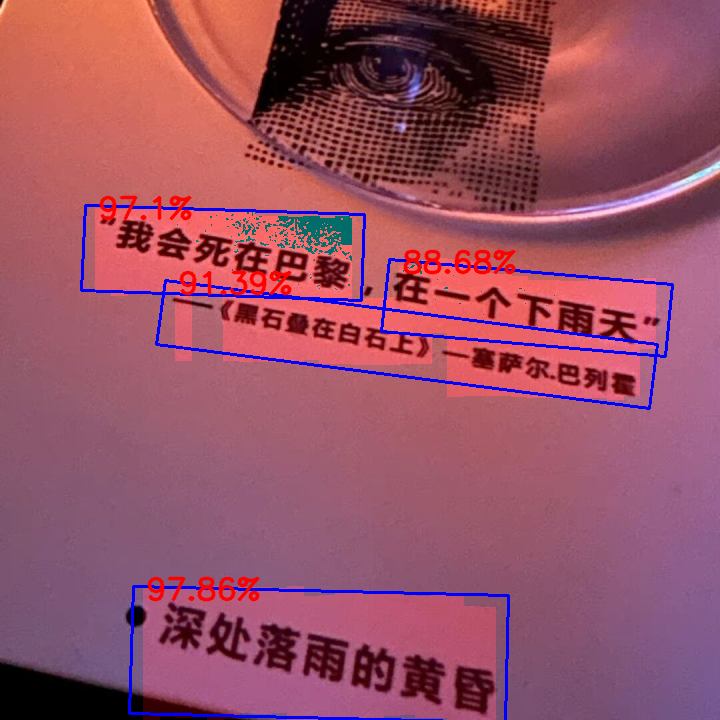 “我会死在巴黎，在一个下雨天”
——《黑石叠在白石上》—塞萨尔.巴列霍
• 深处落雨的黄昏
97.1%
91.39%
88.68%
97.86%